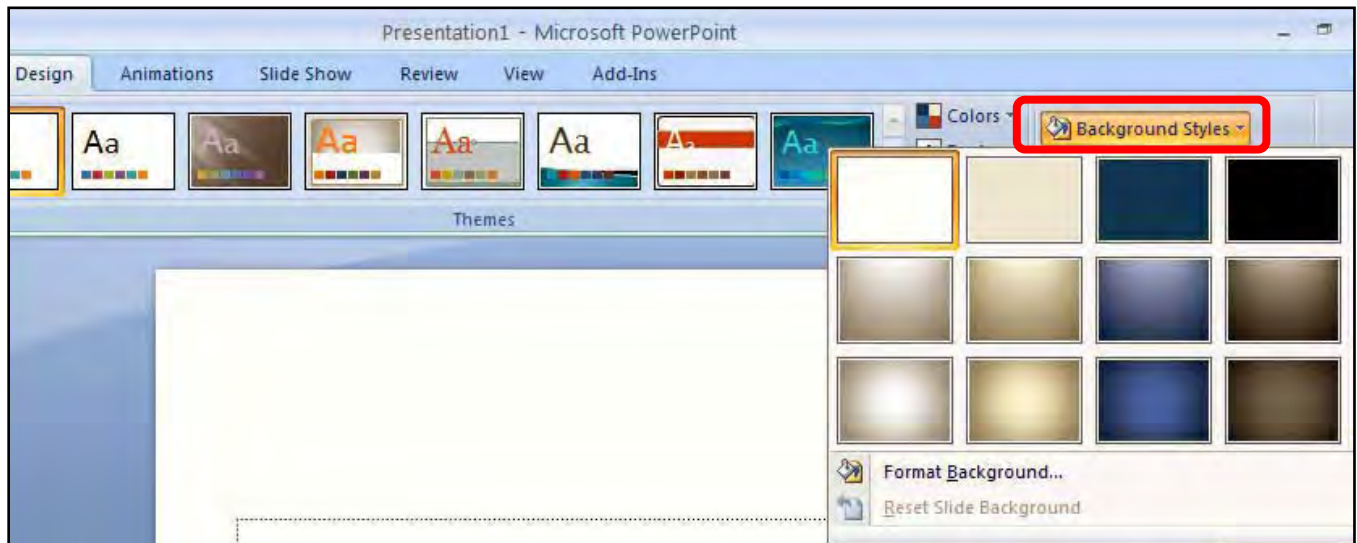 Presentation1 - Microsoft PowerPoint
Design Animations Slide Show Review View Add-Ins
Aa Aa Aa Aa Aa Aa Aa
Colors
Background Styles
Themes
Format Background...
Reset Slide Background